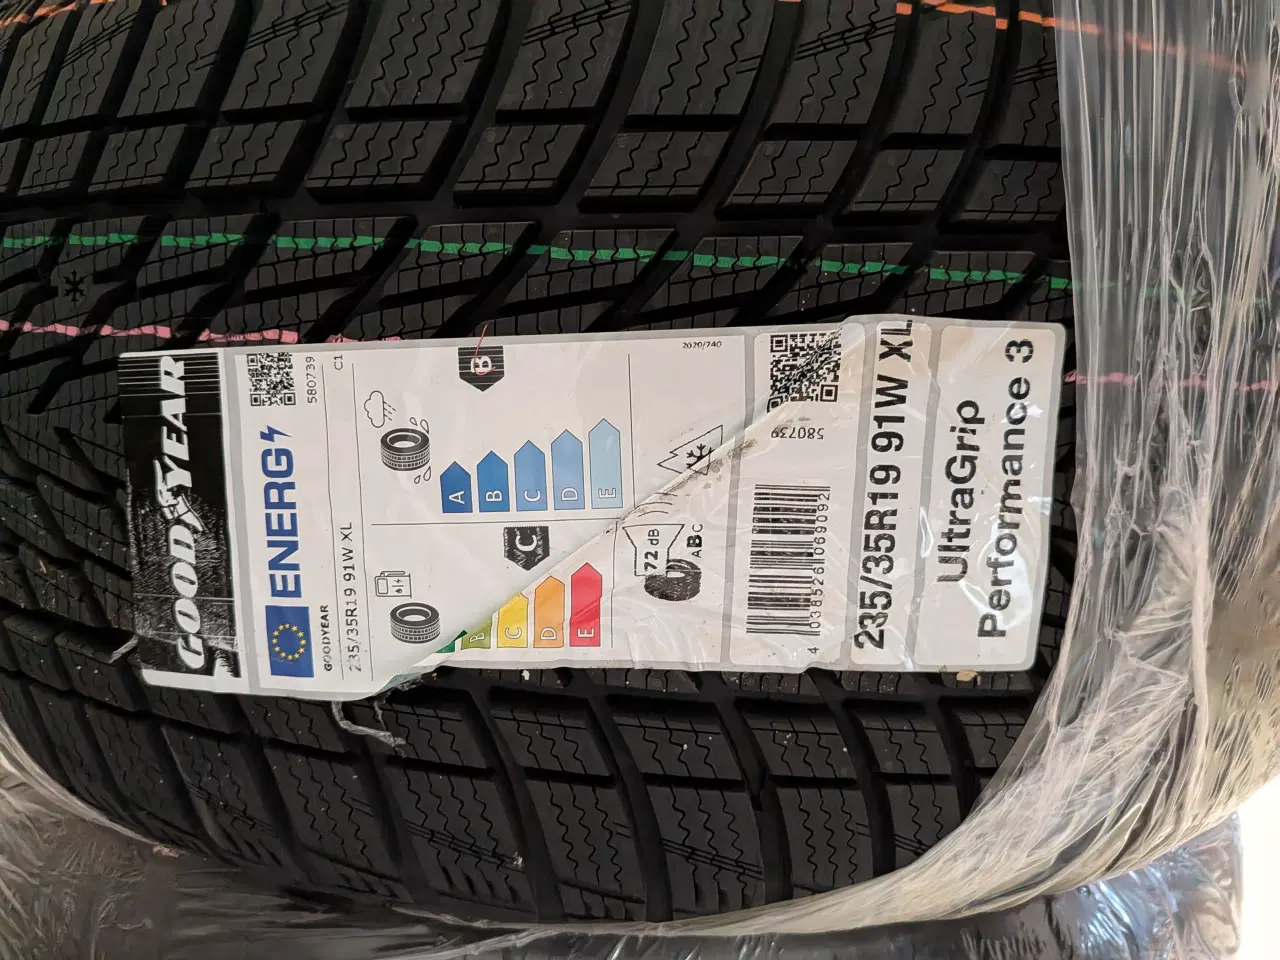 GOODYEAR
ENERG
580739
GOODYEAR
235/35R19 91W XL
C1
B
A
B
C
D
E
C
B
C
D
E
72 dB
ABC
2020/740
580739
4 038526 069092
235/35R19 91W XL
UltraGrip
Performance 3